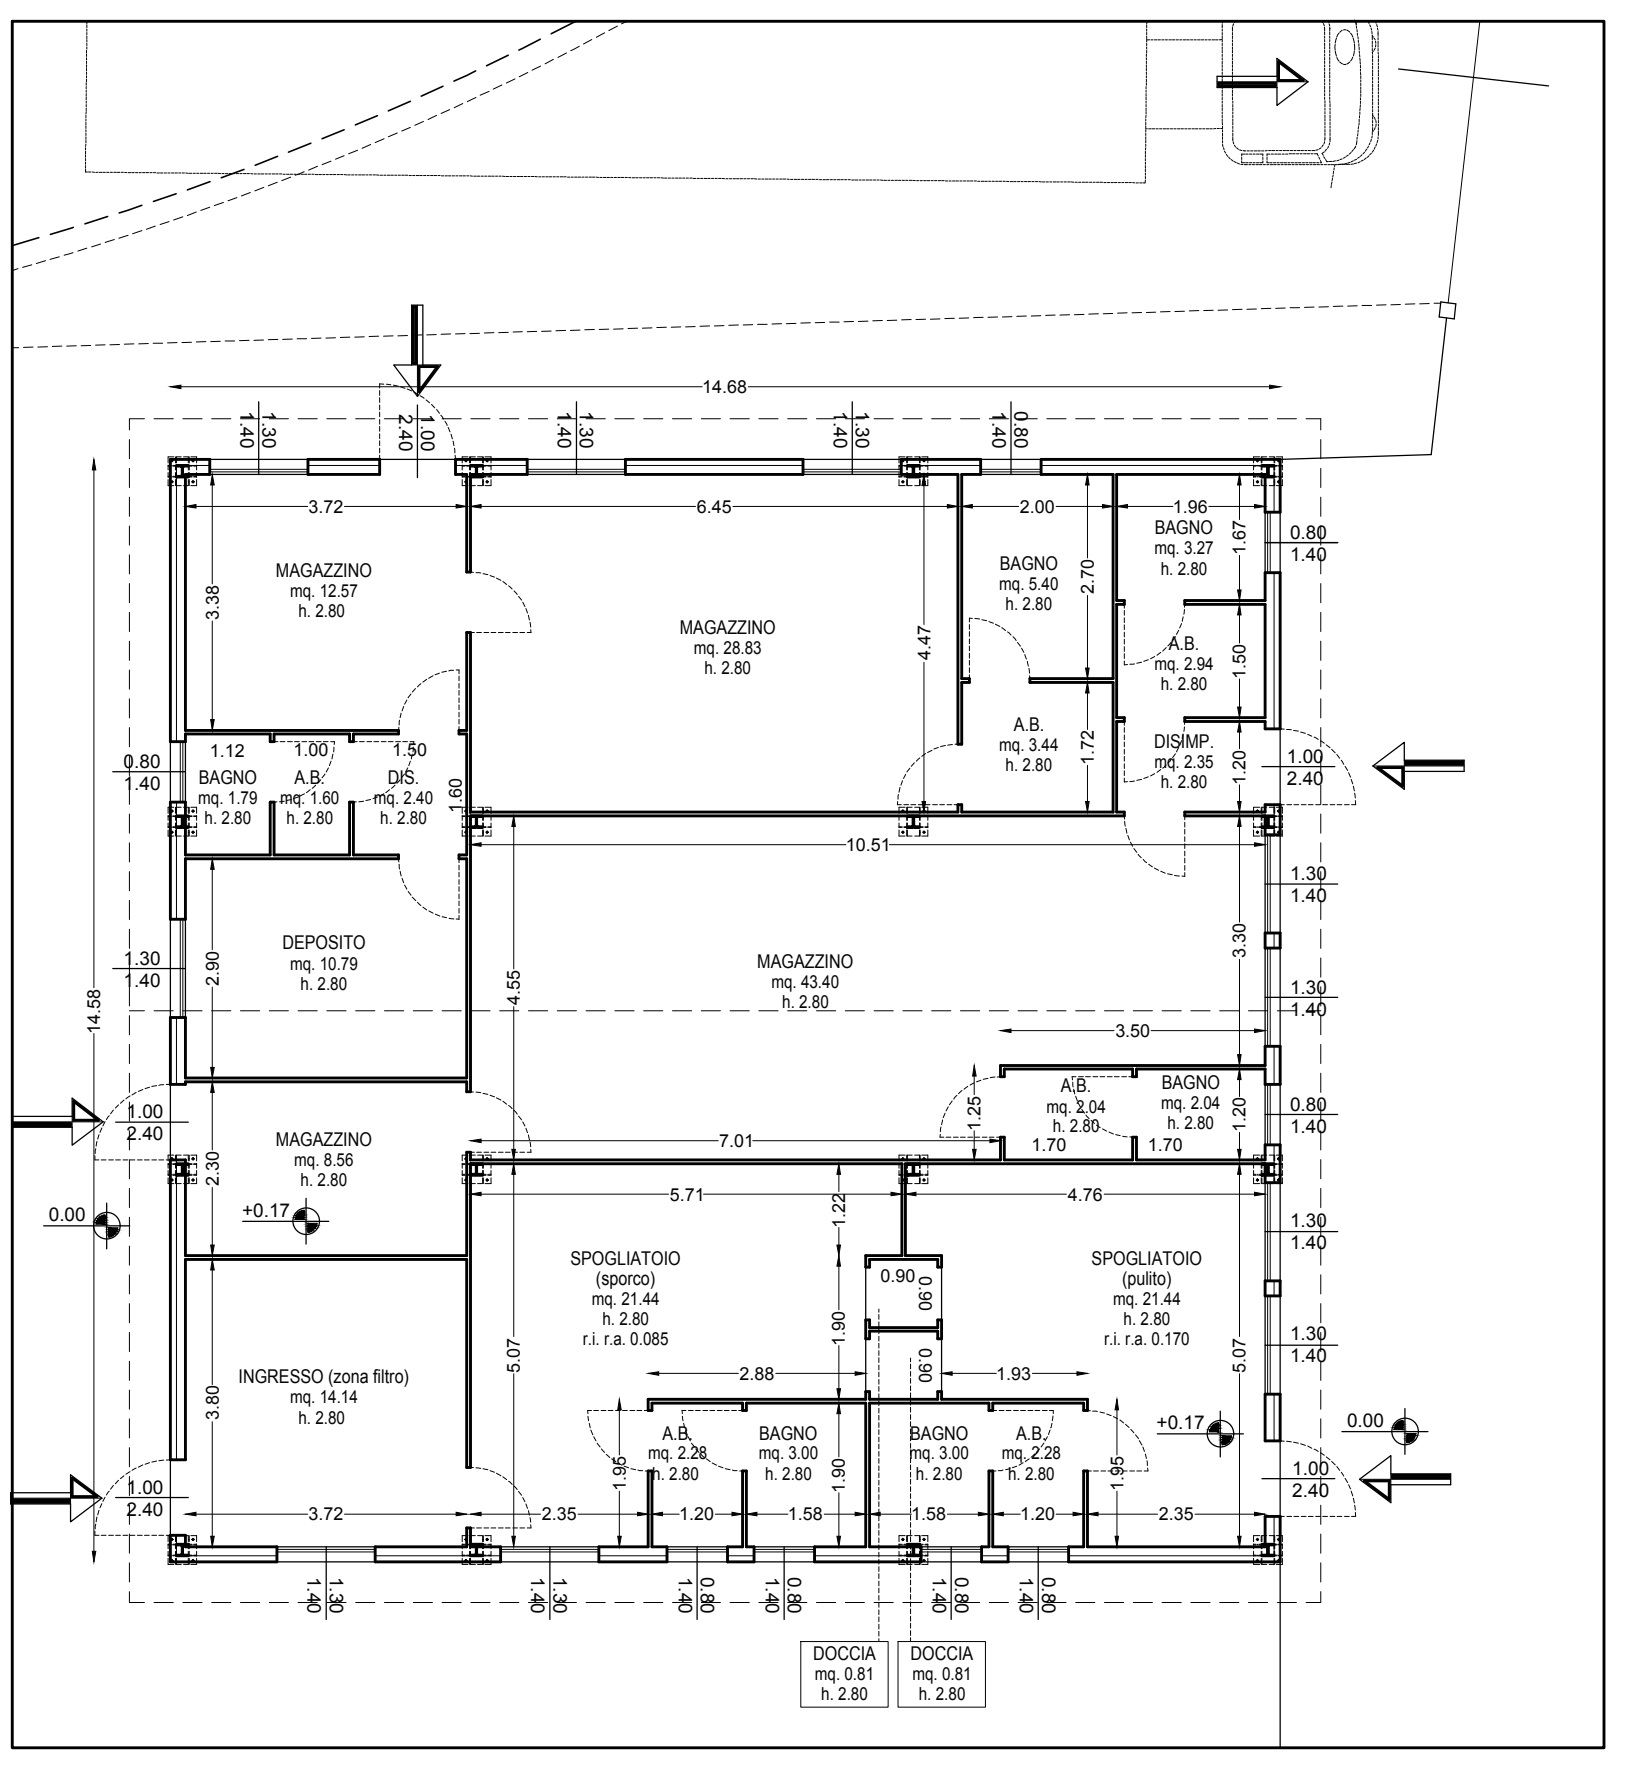 14.68
1.30
1.40
1.00
2.40
1.30
1.40
1.30
1.40
0.80
1.40
3.72
6.45
2.00
1.96
MAGAZZINO
mq. 12.57
h. 2.80
3.38
MAGAZZINO
mq. 28.83
h. 2.80
4.47
BAGNO
mq. 5.40
h. 2.80
2.70
BAGNO
mq. 3.27
h. 2.80
1.67
0.80
1.40
A.B.
mq. 2.94
h. 2.80
1.50
A.B.
mq. 3.44
h. 2.80
1.72
DISIMP.
mq. 2.35
h. 2.80
1.20
1.00
2.40
0.80
1.40
1.12
BAGNO
mq. 1.79
h. 2.80
1.00
A.B.
mq. 1.60
h. 2.80
1.50
DIS.
mq. 2.40
h. 2.80
1.60
10.51
1.30
1.40
DEPOSITO
mq. 10.79
h. 2.80
2.90
1.30
1.40
14.58
4.55
MAGAZZINO
mq. 43.40
h. 2.80
3.30
1.30
1.40
3.50
A.B.
mq. 2.04
h. 2.80
1.70
BAGNO
mq. 2.04
h. 2.80
1.70
1.25
1.20
0.80
1.40
1.00
2.40
MAGAZZINO
mq. 8.56
h. 2.80
2.30
7.01
0.00
+0.17
5.71
4.76
1.22
1.30
1.40
SPOGLIATOIO
(sporco)
mq. 21.44
h. 2.80
r.i. r.a. 0.085
0.90
0.90
0.90
SPOGLIATOIO
(pulito)
mq. 21.44
h. 2.80
r.i. r.a. 0.170
1.90
5.07
5.07
1.30
1.40
INGRESSO (zona filtro)
mq. 14.14
h. 2.80
3.80
2.88
1.93
+0.17
0.00
A.B.
mq. 2.28
h. 2.80
BAGNO
mq. 3.00
h. 2.80
BAGNO
mq. 3.00
h. 2.80
A.B.
mq. 2.28
h. 2.80
1.95
1.90
1.95
1.00
2.40
1.00
2.40
3.72
2.35
1.20
1.58
1.58
1.20
2.35
1.30
1.40
1.30
1.40
0.80
1.40
0.80
1.40
0.80
1.40
0.80
1.40
DOCCIA
mq. 0.81
h. 2.80
DOCCIA
mq. 0.81
h. 2.80